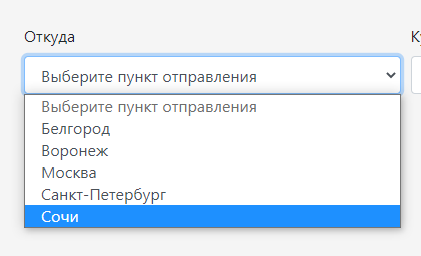 Откуда
Выберите пункт отправления
Выберите пункт отправления
Белгород
Воронеж
Москва
Санкт-Петербург
Сочи